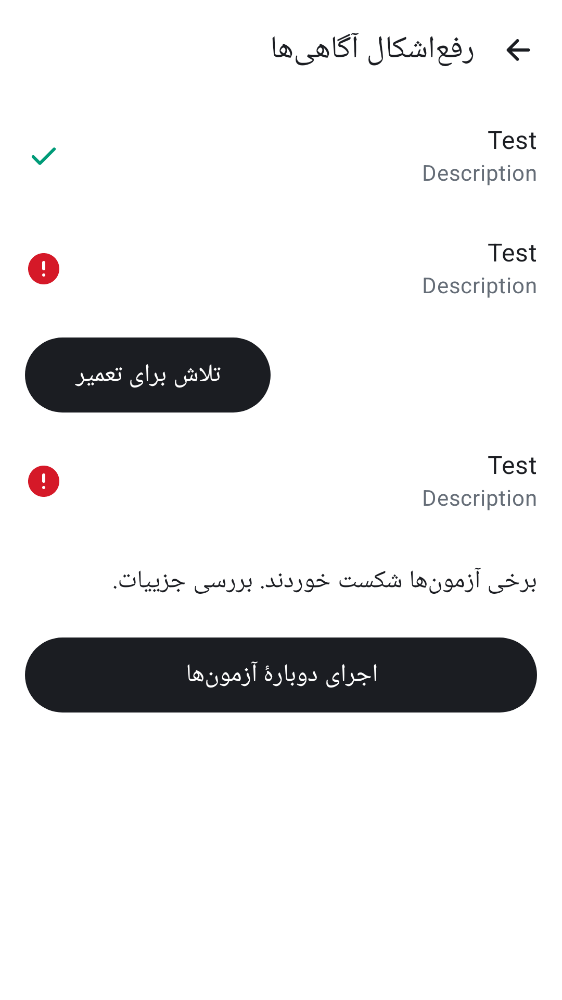 رفع‌اشکال آگاهی‌ها
Test
Description
Test
Description
تلاش برای تعمیر
Test
Description
برخی آزمون‌ها شکست خوردند. بررسی جزییات.
اجرای دوبارهٔ آزمون‌ها